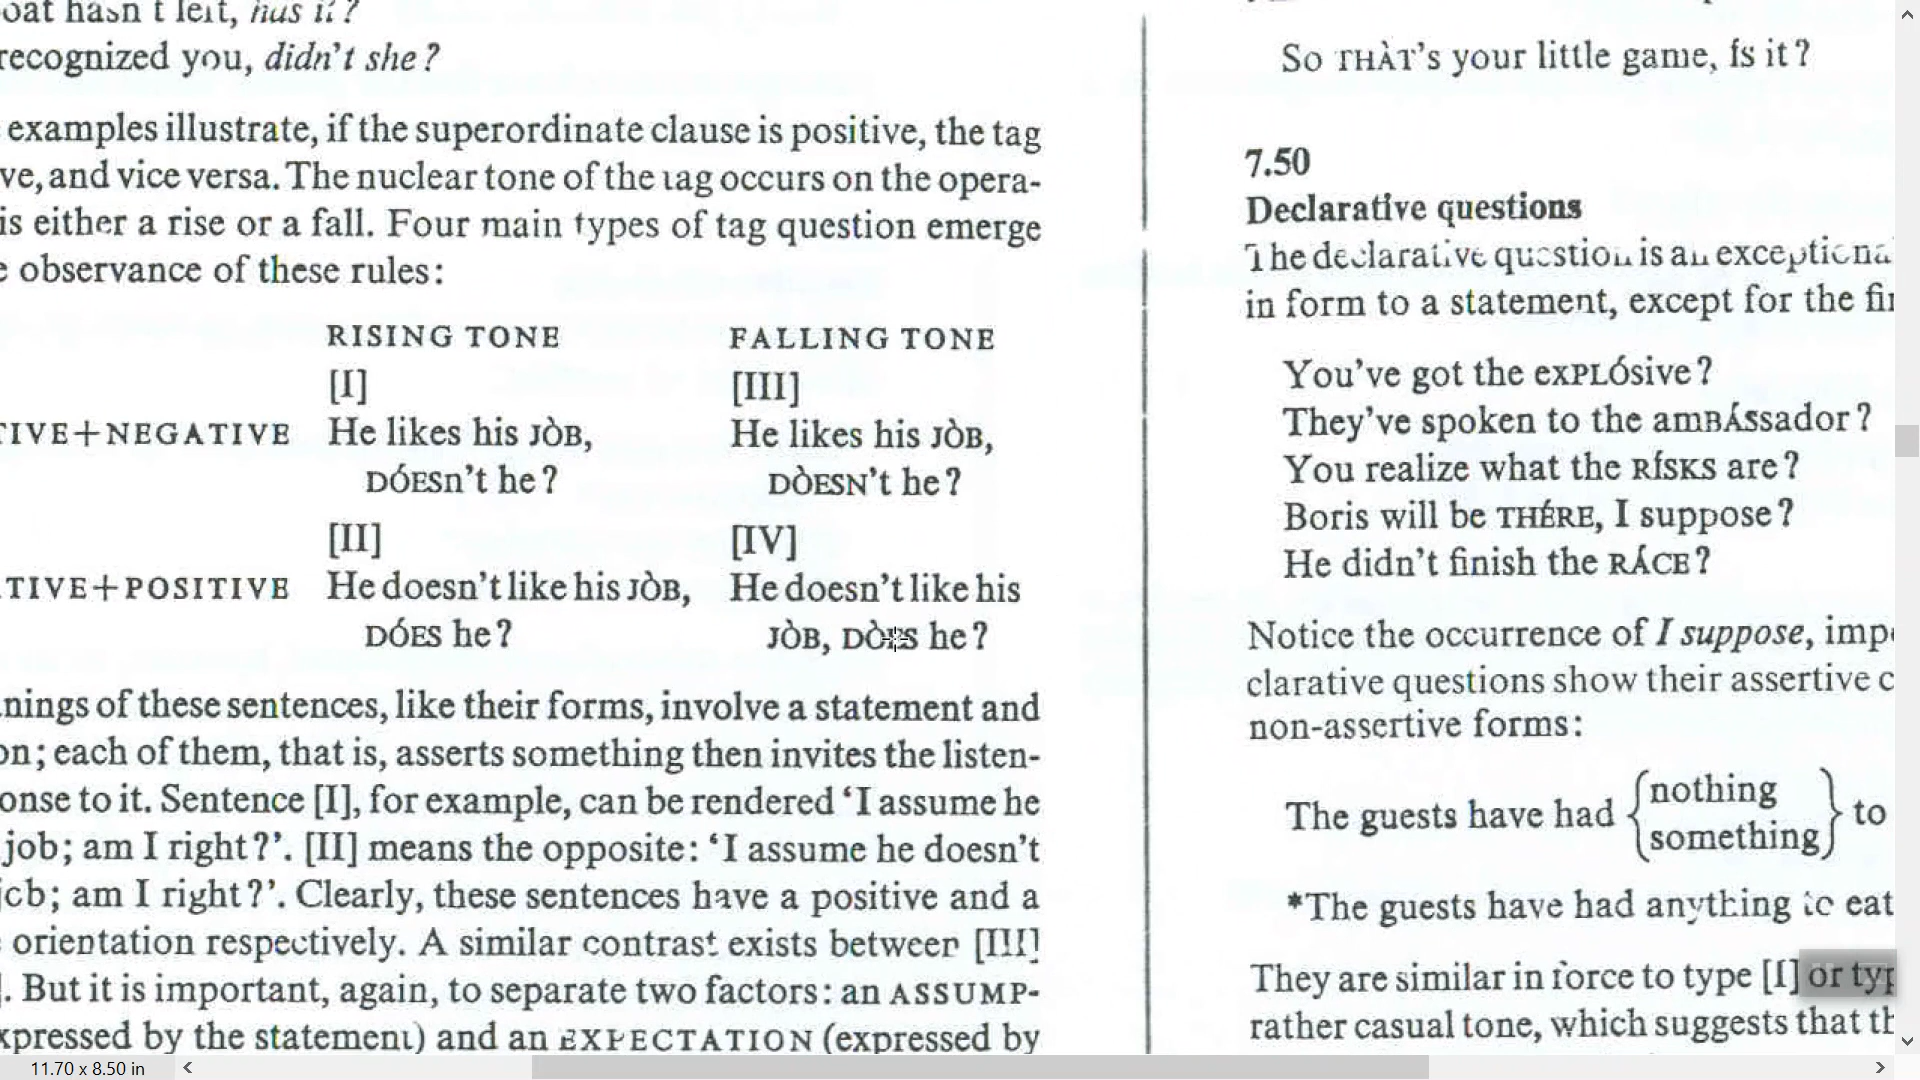 recognized you, didn't she?
examples illustrate, if the superordinate clause is positive, the tag
ve, and vice versa. The nuclear tone of the tag occurs on the opera-
is either a rise or a fall. Four main types of tag question emerge
e observance of these rules:
RISING TONE FALLING TONE
[I] [III]
TIVE+NEGATIVE He likes his JÒB, He likes his JÒB,
DÓESn't he? DÒESN't he?
[II] [IV]
TIVE+POSITIVE He doesn't like his JÒB, He doesn't like his
DÓES he? JÒB, DÒES he?
nings of these sentences, like their forms, involve a statement and
on; each of them, that is, asserts something then invites the listen-
onse to it. Sentence [I], for example, can be rendered ‘I assume he
job; am I right?’. [II] means the opposite: ‘I assume he doesn't
job; am I right?’. Clearly, these sentences have a positive and a
orientation respectively. A similar contrast exists between [III]
]. But it is important, again, to separate two factors: an ASSUMP-
xpressed by the statement) and an EXPECTATION (expressed by
So THÀT's your little game, ís it?
7.50
Declarative questions
The declarative question is an exceptiona
in form to a statement, except for the fi
You've got the exPLÓsive?
They've spoken to the amBÁSsador?
You realize what the RÍSKS are?
Boris will be THÉRE, I suppose?
He didn't finish the RÁCE?
Notice the occurrence of I suppose, imp
clarative questions show their assertive c
non-assertive forms:
The guests have had {nothing
something} to
*The guests have had anything to eat
They are similar in force to type [I] or typ
rather casual tone, which suggests that th
11.70 x 8.50 in